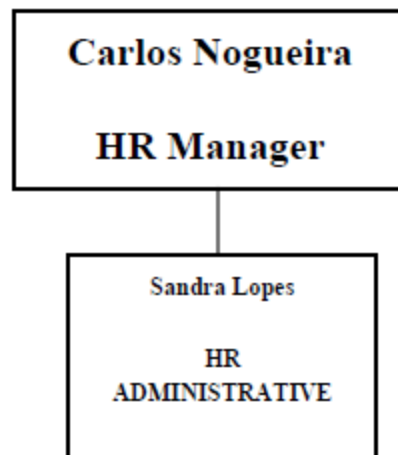 Carlos Nogueira
HR Manager
Sandra Lopes
HR
ADMINISTRATIVE